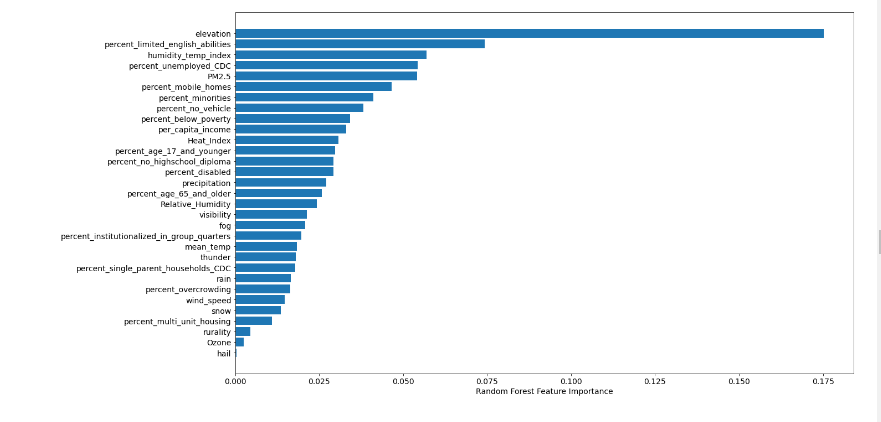 elevation
percent_limited_english_abilities
humidity_temp_index
percent_unemployed_CDC
PM2.5
percent_mobile_homes
percent_minorities
percent_no_vehicle
percent_below_poverty
per_capita_income
Heat_Index
percent_age_17_and_younger
percent_no_highschool_diploma
percent_disabled
precipitation
percent_age_65_and_older
Relative_Humidity
visibility
fog
percent_institutionalized_in_group_quarters
mean_temp
thunder
percent_single_parent_households_CDC
rain
percent_overcrowding
wind_speed
snow
percent_multi_unit_housing
rurality
Ozone
hail
0.000 0.025 0.050 0.075 0.100 0.125 0.150 0.175
Random Forest Feature Importance